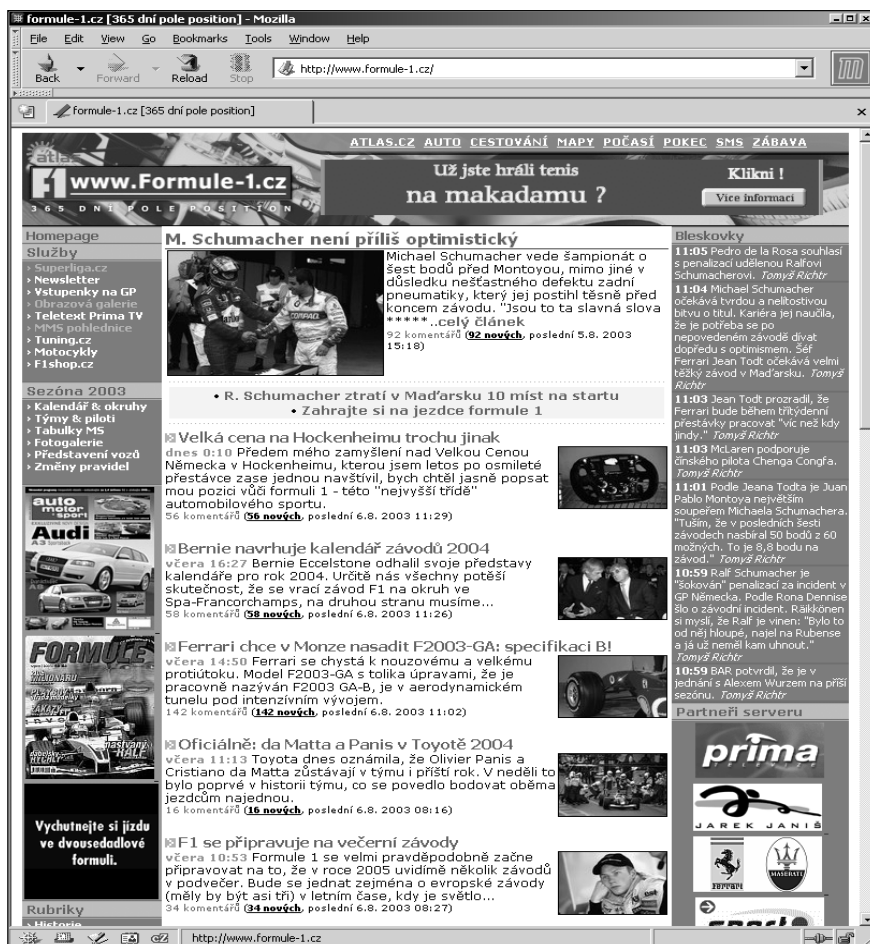 formule-1.cz [365 dní pole position] - Mozilla
File Edit View Go Bookmarks Tools Window Help
Back Forward Reload Stop http://www.formule-1.cz/
formule-1.cz [365 dní pole position]
ATLAS.CZ AUTO CESTOVÁNÍ MAPY POČASÍ POKEC SMS ZÁBAVA
atlas
F1 www.Formule-1.cz
365 DNÍ POLE POSITION
Už jste hráli tenis
na makadamu ?
Klikni !
Více informací
Homepage
Služby
› Superliga.cz
› Newsletter
› Vstupenky na GP
› Obrazová galerie
› Teletext Prima TV
› MMS pohlednice
› Tuning.cz
› Motocykly
› F1shop.cz
Sezóna 2003
› Kalendář & okruhy
› Týmy & piloti
› Tabulky MS
› Fotogalerie
› Představení vozů
› Změny pravidel
auto
motor
sport
Audi
A3
FORMULE
Vychutnejte si jízdu
ve dvousedadlové
formuli.
Rubriky
› Historie
M. Schumacher není příliš optimistický
Michael Schumacher vede šampionát o
šest bodů před Montoyou, mimo jiné v
důsledku nešťastného defektu zadní
pneumatiky, který jej postihl těsně před
koncem závodu. "Jsou to ta slavná slova
*****..celý článek
92 komentářů (92 nových, poslední 5.8. 2003
15:18)
• R. Schumacher ztratí v Maďarsku 10 míst na startu
• Zahrajte si na jezdce formule 1
Velká cena na Hockenheimu trochu jinak
dnes 0:10 Předem mého zamyšlení nad Velkou Cenou
Německa v Hockenheimu, kterou jsem letos po osmileté
přestávce zase jednou navštívil, bych chtěl jasně popsat
mou pozici vůči formuli 1 - této "nejvyšší třídě"
automobilového sportu.
56 komentářů (56 nových, poslední 6.8. 2003 11:29)
Bernie navrhuje kalendář závodů 2004
včera 16:27 Bernie Eccelstone odhalil svoje představy
kalendáře pro rok 2004. Určitě nás všechny potěší
skutečnost, že se vrací závod F1 na okruh ve
Spa-Francorchamps, na druhou stranu musíme...
58 komentářů (58 nových, poslední 6.8. 2003 11:26)
Ferrari chce v Monze nasadit F2003-GA: specifikaci B!
včera 14:50 Ferrari se chystá k nouzovému a velkému
protiútoku. Model F2003-GA s tolika úpravami, že je
pracovně nazýván F2003 GA-B, je v aerodynamickém
tunelu pod intenzívním vývojem.
142 komentářů (142 nových, poslední 6.8. 2003 11:02)
Oficiálně: da Matta a Panis v Toyotě 2004
včera 11:13 Toyota dnes oznámila, že Olivier Panis a
Cristiano da Matta zůstávají v týmu i příští rok. V neděli to
bylo poprvé v historii týmu, co se povedlo bodovat oběma
jezdcům najednou.
16 komentářů (16 nových, poslední 6.8. 2003 08:16)
F1 se připravuje na večerní závody
včera 10:53 Formule 1 se velmi pravděpodobně začne
připravovat na to, že v roce 2005 uvidíme několik závodů
v podvečer. Bude se jednat zejména o evropské závody
(měly by být asi tři) v letním čase, kdy je světlo...
34 komentářů (34 nových, poslední 6.8. 2003 08:27)
Bleskovky
11:05 Pedro de la Rosa souhlasí
s penalizací udělenou Ralfovi
Schumacherovi. Tomyš Richtr
11:04 Michael Schumacher
očekává tvrdou a nelítostivou
bitvu o titul. Kariéra jej naučila,
že je potřeba se po
nepovedeném závodě dívat
dopředu s optimismem. Šéf
Ferrari Jean Todt očekává velmi
těžký závod v Maďarsku. Tomyš
Richtr
11:03 Jean Todt prozradil, že
Ferrari bude během třítýdenní
přestávky pracovat "víc než kdy
jindy." Tomyš Richtr
11:03 McLaren podporuje
čínského pilota Chenga Congfa.
Tomyš Richtr
11:01 Podle Jeana Todta je Juan
Pablo Montoya největším
soupeřem Michaela Schumachera.
"Tuším, že v posledních šesti
závodech nasbíral 50 bodů z 60
možných. To je 8,8 bodu na
závod." Tomyš Richtr
10:59 Ralf Schumacher je
"šokován" penalizací za incident v
GP Německa. Podle Rona Dennise
šlo o závodní incident. Räikkönen
si myslí, že Ralf je vinen: "Bylo to
od něj hloupé, najel na Rubense
a já už neměl kam uhnout."
Tomyš Richtr
10:59 BAR potvrdil, že je v
jednání s Alexem Wurzem na příští
sezónu. Tomyš Richtr
Partneři serveru
prima
JAREK JANIŠ
Ferrari
MASERATI
sport
http://www.formule-1.cz